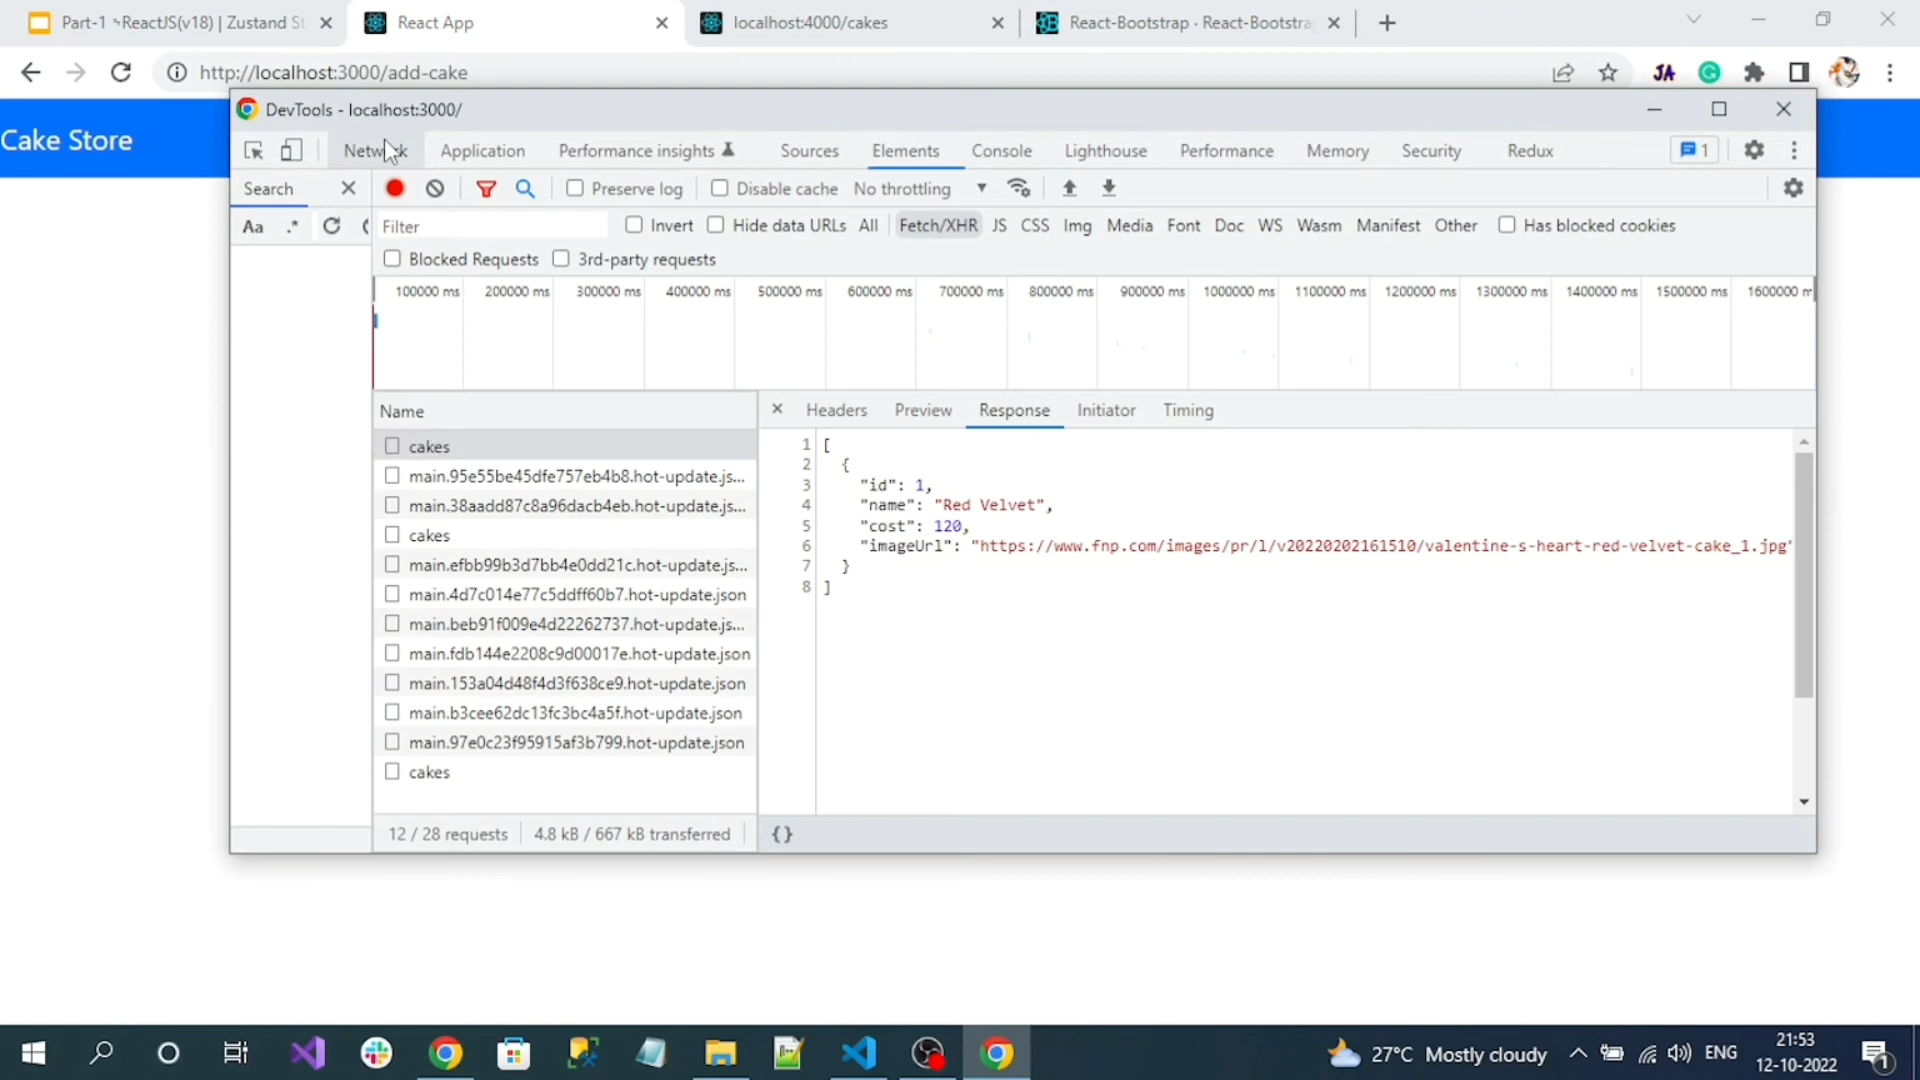 Part-1 ~ReactJS(v18) | Zustand St
React App
localhost:4000/cakes
React-Bootstrap · React-Bootstra
http://localhost:3000/add-cake
JA
DevTools - localhost:3000/
Cake Store
Network Application Performance insights Sources Elements Console Lighthouse Performance Memory Security Redux 1
Search Preserve log Disable cache No throttling
Aa .* Filter Invert Hide data URLs All Fetch/XHR JS CSS Img Media Font Doc WS Wasm Manifest Other Has blocked cookies
Blocked Requests 3rd-party requests
100000 ms 200000 ms 300000 ms 400000 ms 500000 ms 600000 ms 700000 ms 800000 ms 900000 ms 1000000 ms 1100000 ms 1200000 ms 1300000 ms 1400000 ms 1500000 ms 1600000 m
Name
cakes
main.95e55be45dfe757eb4b8.hot-update.js...
main.38aadd87c8a96dacb4eb.hot-update.js...
cakes
main.efbb99b3d7bb4e0dd21c.hot-update.js...
main.4d7c014e77c5ddff60b7.hot-update.json
main.beb91f009e4d22262737.hot-update.js...
main.fdb144e2208c9d00017e.hot-update.json
main.153a04d48f4d3f638ce9.hot-update.json
main.b3cee62dc13fc3bc4a5f.hot-update.json
main.97e0c23f95915af3b799.hot-update.json
cakes
12 / 28 requests 4.8 kB / 667 kB transferred
Headers Preview Response Initiator Timing
1 [
2 {
3 "id": 1,
4 "name": "Red Velvet",
5 "cost": 120,
6 "imageUrl": "https://www.fnp.com/images/pr/l/v20220202161510/valentine-s-heart-red-velvet-cake_1.jpg"
7 }
8 ]
{}
27°C Mostly cloudy
ENG
21:53
12-10-2022
1